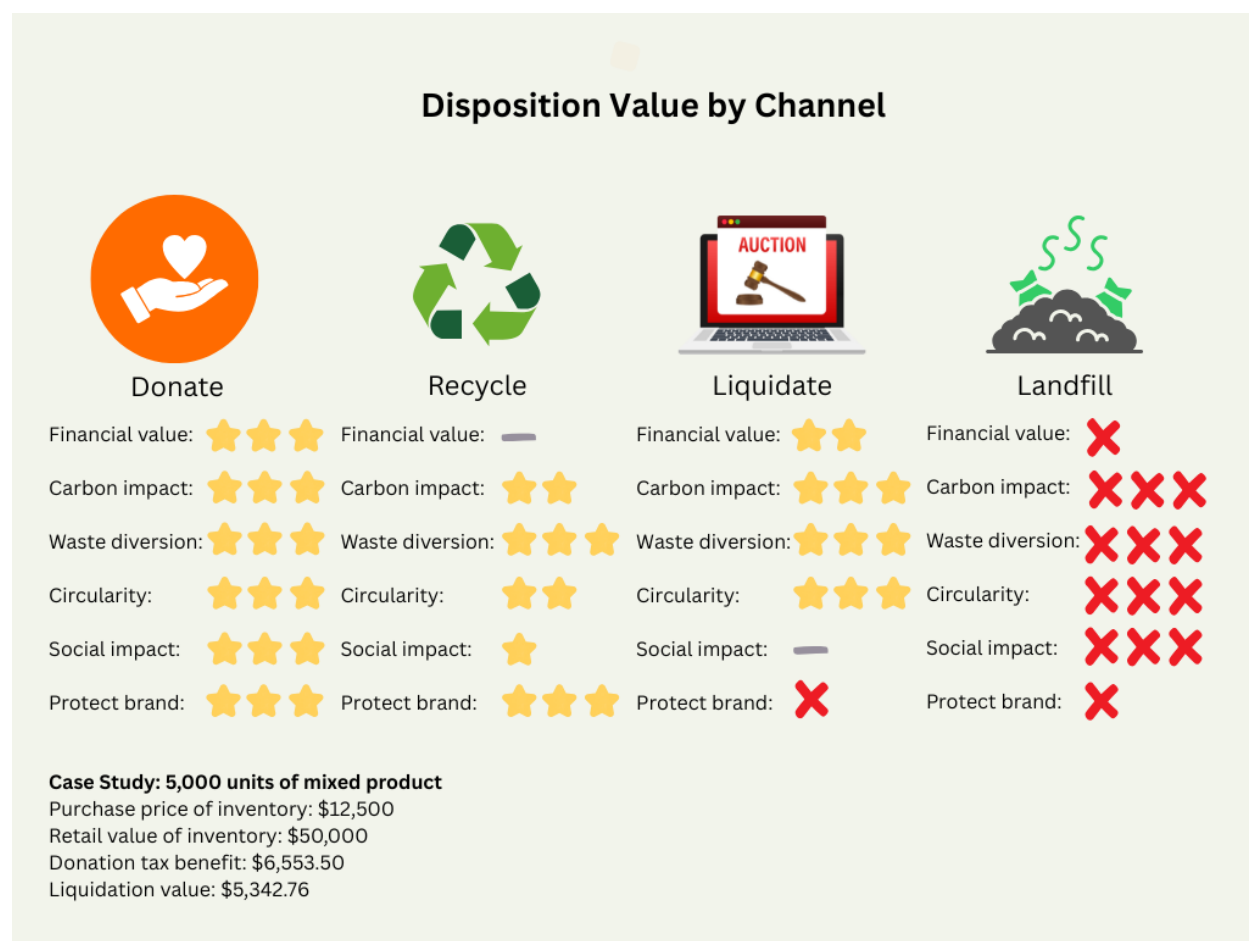 Disposition Value by Channel
AUCTION
Donate
Recycle
Liquidate
Landfill
Financial value:
Financial value:
Financial value:
Financial value:
Carbon impact:
Carbon impact:
Carbon impact:
Carbon impact:
Waste diversion:
Waste diversion:
Waste diversion:
Waste diversion:
Circularity:
Circularity:
Circularity:
Circularity:
Social impact:
Social impact:
Social impact:
Social impact:
Protect brand:
Protect brand:
Protect brand:
Protect brand:
Case Study: 5,000 units of mixed product
Purchase price of inventory: $12,500
Retail value of inventory: $50,000
Donation tax benefit: $6,553.50
Liquidation value: $5,342.76